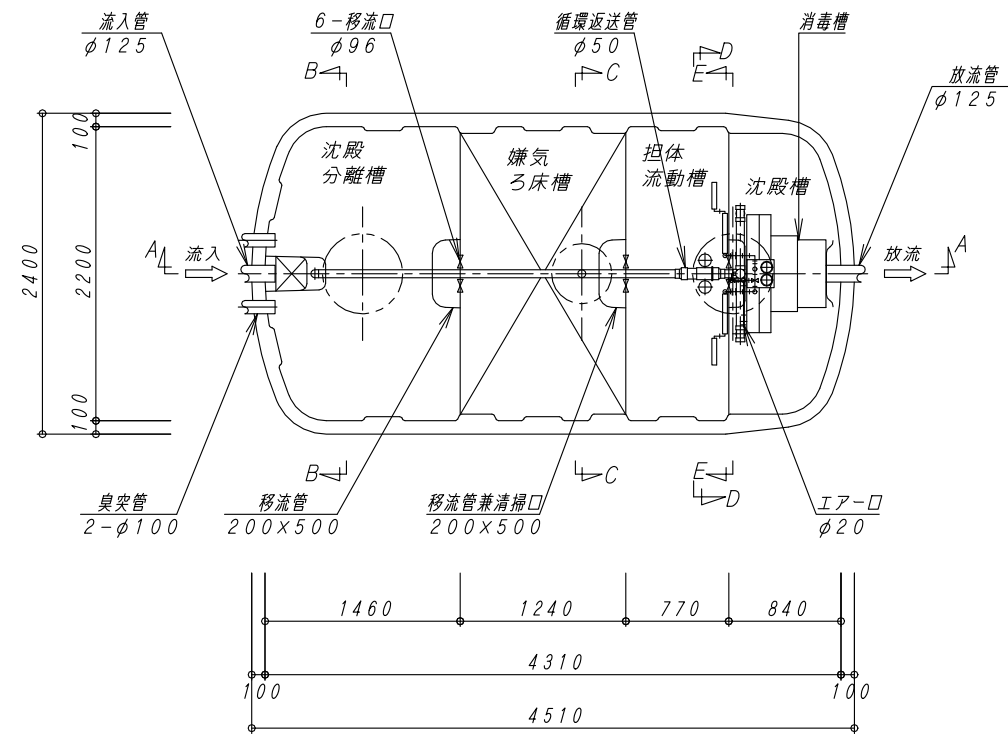 流入管
φ125
6-移流口
φ96
循環返送管
φ50
消毒槽
放流管
φ125
B
C
D
E
100
2200
2400
100
沈殿
分離槽
嫌気
ろ床槽
担体
流動槽
沈殿槽
A
流入
放流
A
B
C
E
D
臭突管
2-φ100
移流管
200×500
移流管兼清掃口
200×500
エアー口
φ20
1460
1240
770
840
4310
100
100
4510